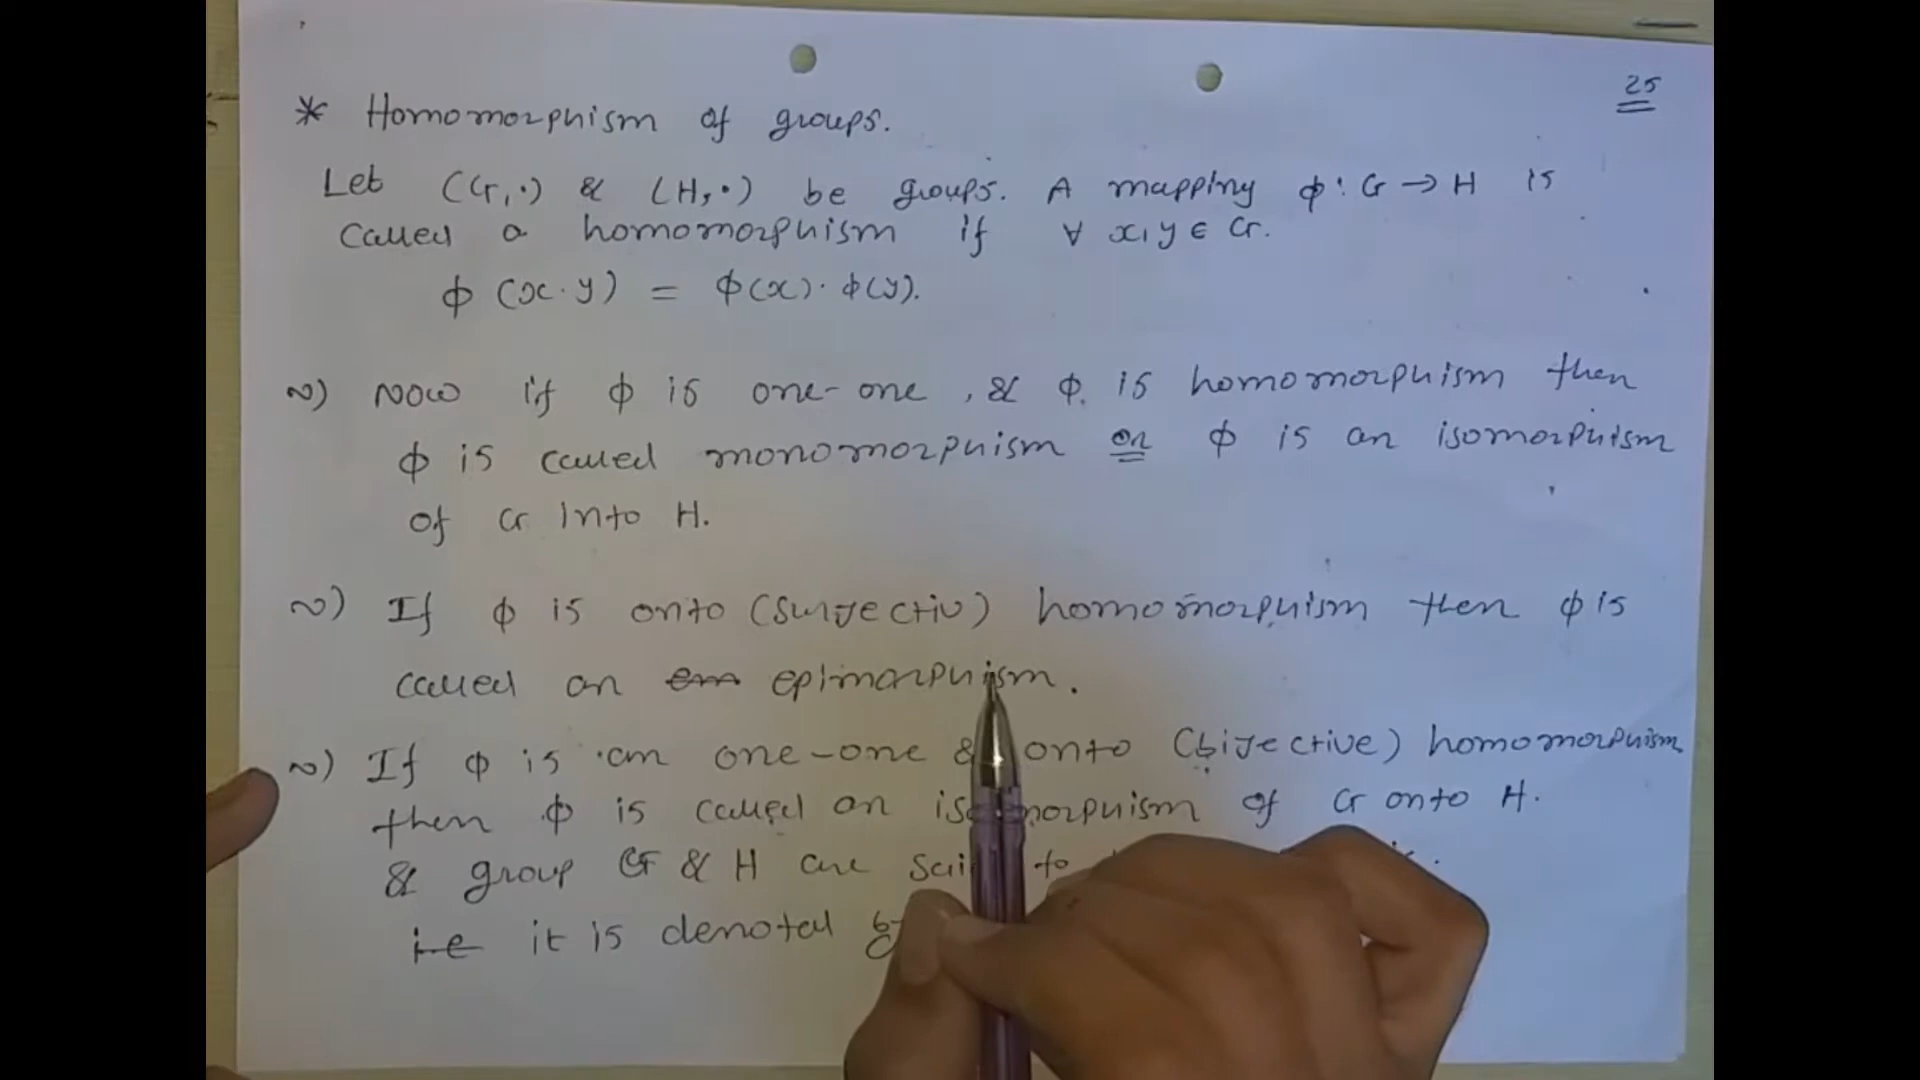 25
* Homomorphism of groups.
Let (G, ·) & (H, ·) be groups. A mapping φ : G → H is
called a homomorphism if ∀ x, y ∈ G.
φ (x · y) = φ(x) · φ(y).
~) Now if φ is one-one, & φ is homomorphism then
φ is called monomorphism or φ is an isomorphism
of G into H.
~) If φ is onto (surjectiv) homomorphism then φ is
called an epimorphism.
~) If φ is an one-one & onto (bijective) homomorphism
then φ is called an isomorphism of G onto H.
& group G & H are said to
i.e it is denoted by